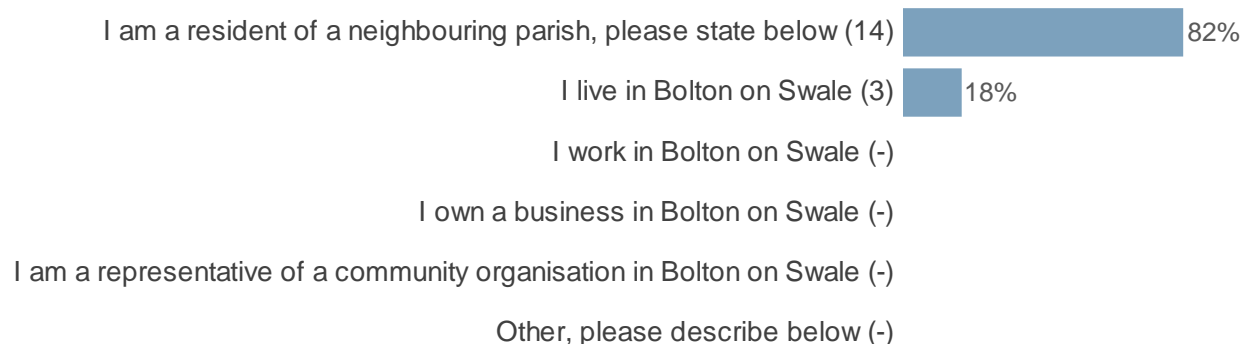 I am a resident of a neighbouring parish, please state below (14) 82%
I live in Bolton on Swale (3) 18%
I work in Bolton on Swale (-)
I own a business in Bolton on Swale (-)
I am a representative of a community organisation in Bolton on Swale (-)
Other, please describe below (-)